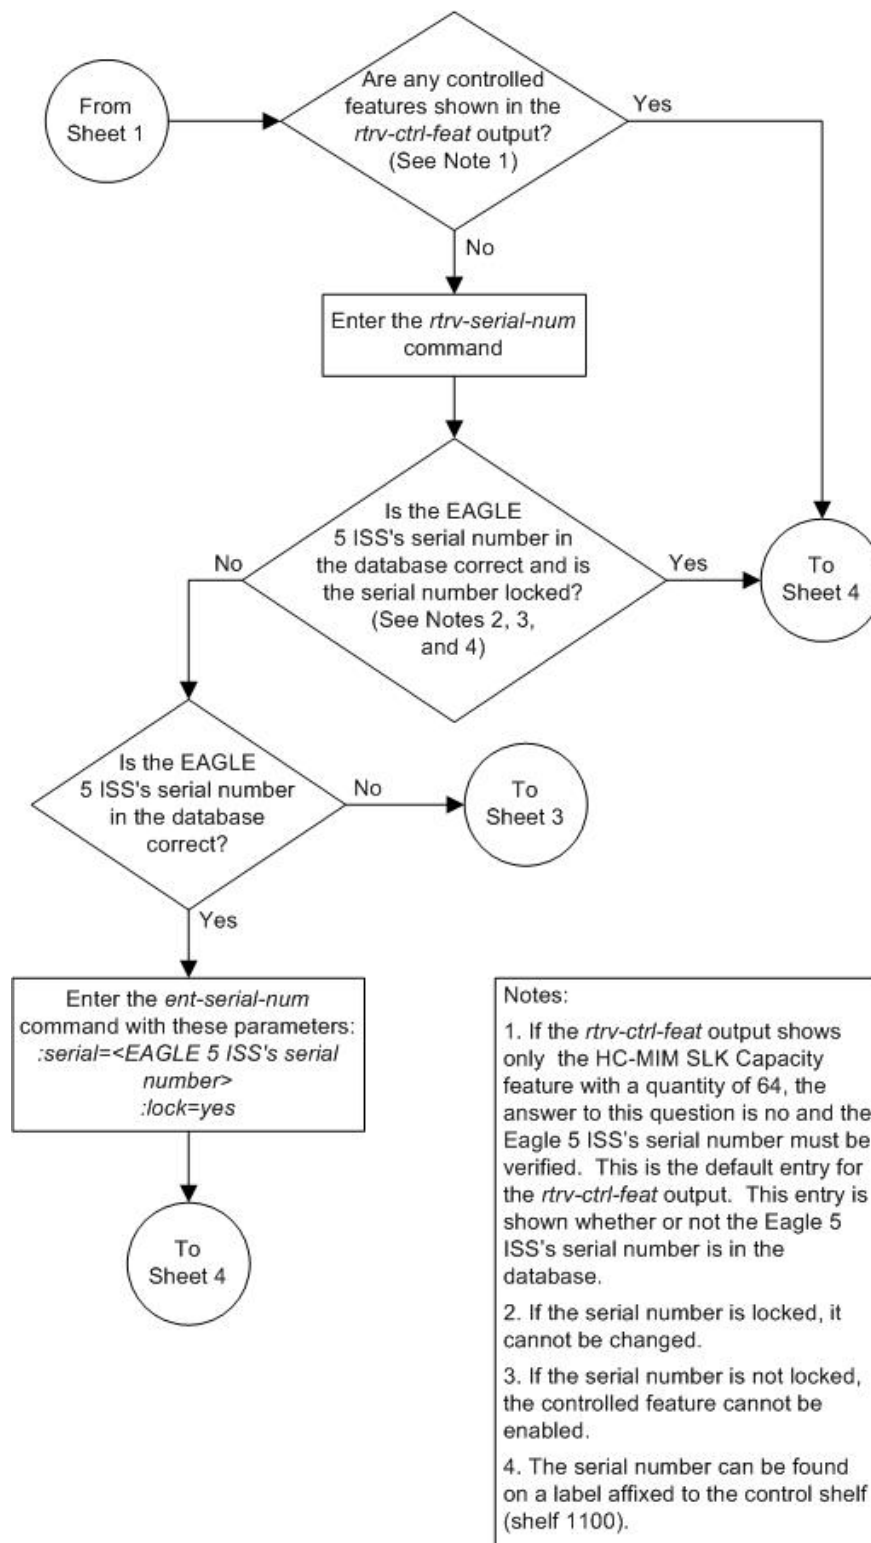 From
Sheet 1
Are any controlled
features shown in the
rtrv-ctrl-feat output?
(See Note 1)
Yes
No
Enter the rtrv-serial-num
command
Is the EAGLE
5 ISS's serial number in
the database correct and is
the serial number locked?
(See Notes 2, 3,
and 4)
No
Yes
To
Sheet 4
Is the EAGLE
5 ISS's serial number
in the database
correct?
No
To
Sheet 3
Yes
Enter the ent-serial-num
command with these parameters:
:serial=<EAGLE 5 ISS's serial
number>
:lock=yes
To
Sheet 4
Notes:
1. If the rtrv-ctrl-feat output shows
only the HC-MIM SLK Capacity
feature with a quantity of 64, the
answer to this question is no and the
Eagle 5 ISS's serial number must be
verified. This is the default entry for
the rtrv-ctrl-feat output. This entry is
shown whether or not the Eagle 5
ISS's serial number is in the
database.
2. If the serial number is locked, it
cannot be changed.
3. If the serial number is not locked,
the controlled feature cannot be
enabled.
4. The serial number can be found
on a label affixed to the control shelf
(shelf 1100).